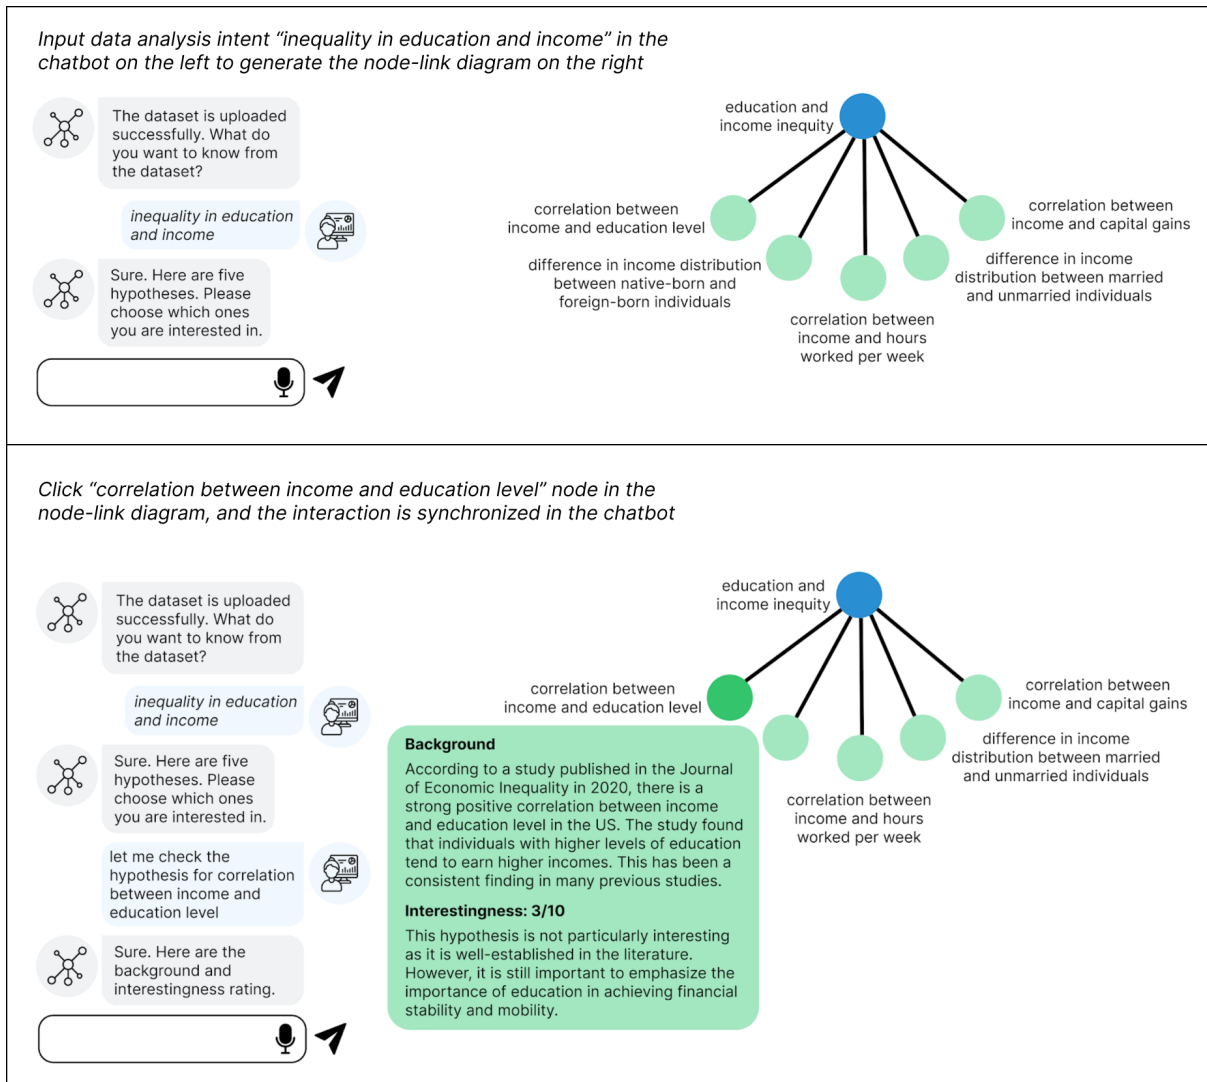 Input data analysis intent “inequality in education and income” in the
chatbot on the left to generate the node-link diagram on the right
The dataset is uploaded
successfully. What do
you want to know from
the dataset?
inequality in education
and income
Sure. Here are five
hypotheses. Please
choose which ones
you are interested in.
education and
income inequity
correlation between
income and education level
difference in income distribution
between native-born and
foreign-born individuals
correlation between
income and hours
worked per week
difference in income
distribution between married
and unmarried individuals
correlation between
income and capital gains
Click “correlation between income and education level” node in the
node-link diagram, and the interaction is synchronized in the chatbot
The dataset is uploaded
successfully. What do
you want to know from
the dataset?
inequality in education
and income
Sure. Here are five
hypotheses. Please
choose which ones
you are interested in.
let me check the
hypothesis for correlation
between income and
education level
Sure. Here are the
background and
interestingness rating.
education and
income inequity
correlation between
income and education level
Background
According to a study published in the Journal
of Economic Inequality in 2020, there is a
strong positive correlation between income
and education level in the US. The study found
that individuals with higher levels of education
tend to earn higher incomes. This has been a
consistent finding in many previous studies.
Interestingness: 3/10
This hypothesis is not particularly interesting
as it is well-established in the literature.
However, it is still important to emphasize the
importance of education in achieving financial
stability and mobility.
correlation between
income and hours
worked per week
difference in income
distribution between married
and unmarried individuals
correlation between
income and capital gains